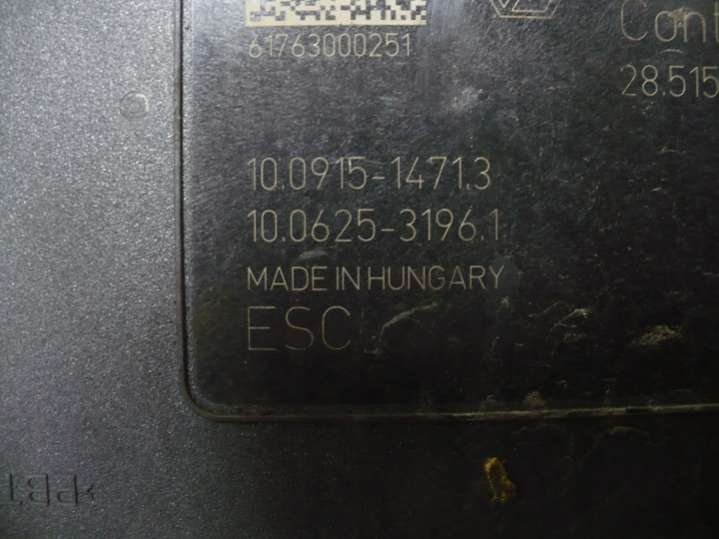 61763000251
Cont
28.515
10.0915-1471.3
10.0625-3196.1
MADE IN HUNGARY
ESC